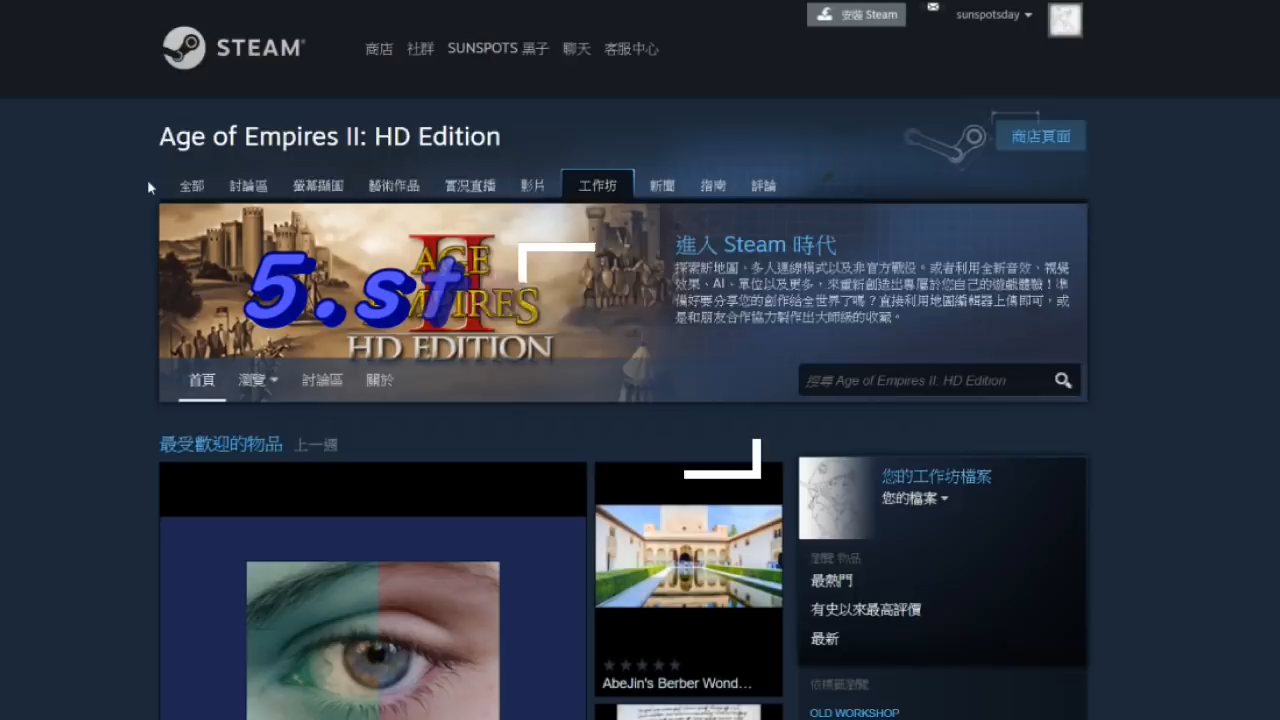 安裝 Steam
sunspotsday
STEAM
商店 社群 SUNSPOTS 黑子 聊天 客服中心
Age of Empires II: HD Edition
商店頁面
全部 討論區 螢幕擷圖 藝術作品 實況直播 影片 工作坊 新聞 指南 評論
進入 Steam 時代
探索新地圖、多人連線模式以及非官方戰役。或者利用全新音效、視覺
效果、AI、單位以及更多,來重新創造出專屬於您自己的遊戲體驗!準
備好要分享您的創作給全世界了嗎?直接利用地圖編輯器上傳即可,或
是和朋友合作協力製作出大師級的收藏。
5.st
AGE
II
EMPIRES
HD EDITION
首頁 瀏覽 討論區 關於
搜尋 Age of Empires II: HD Edition
最受歡迎的物品 上一週
AbeJin's Berber Wond...
您的工作坊檔案
您的檔案
瀏覽 物品
最熱門
有史以來最高評價
最新
依標籤瀏覽
OLD WORKSHOP